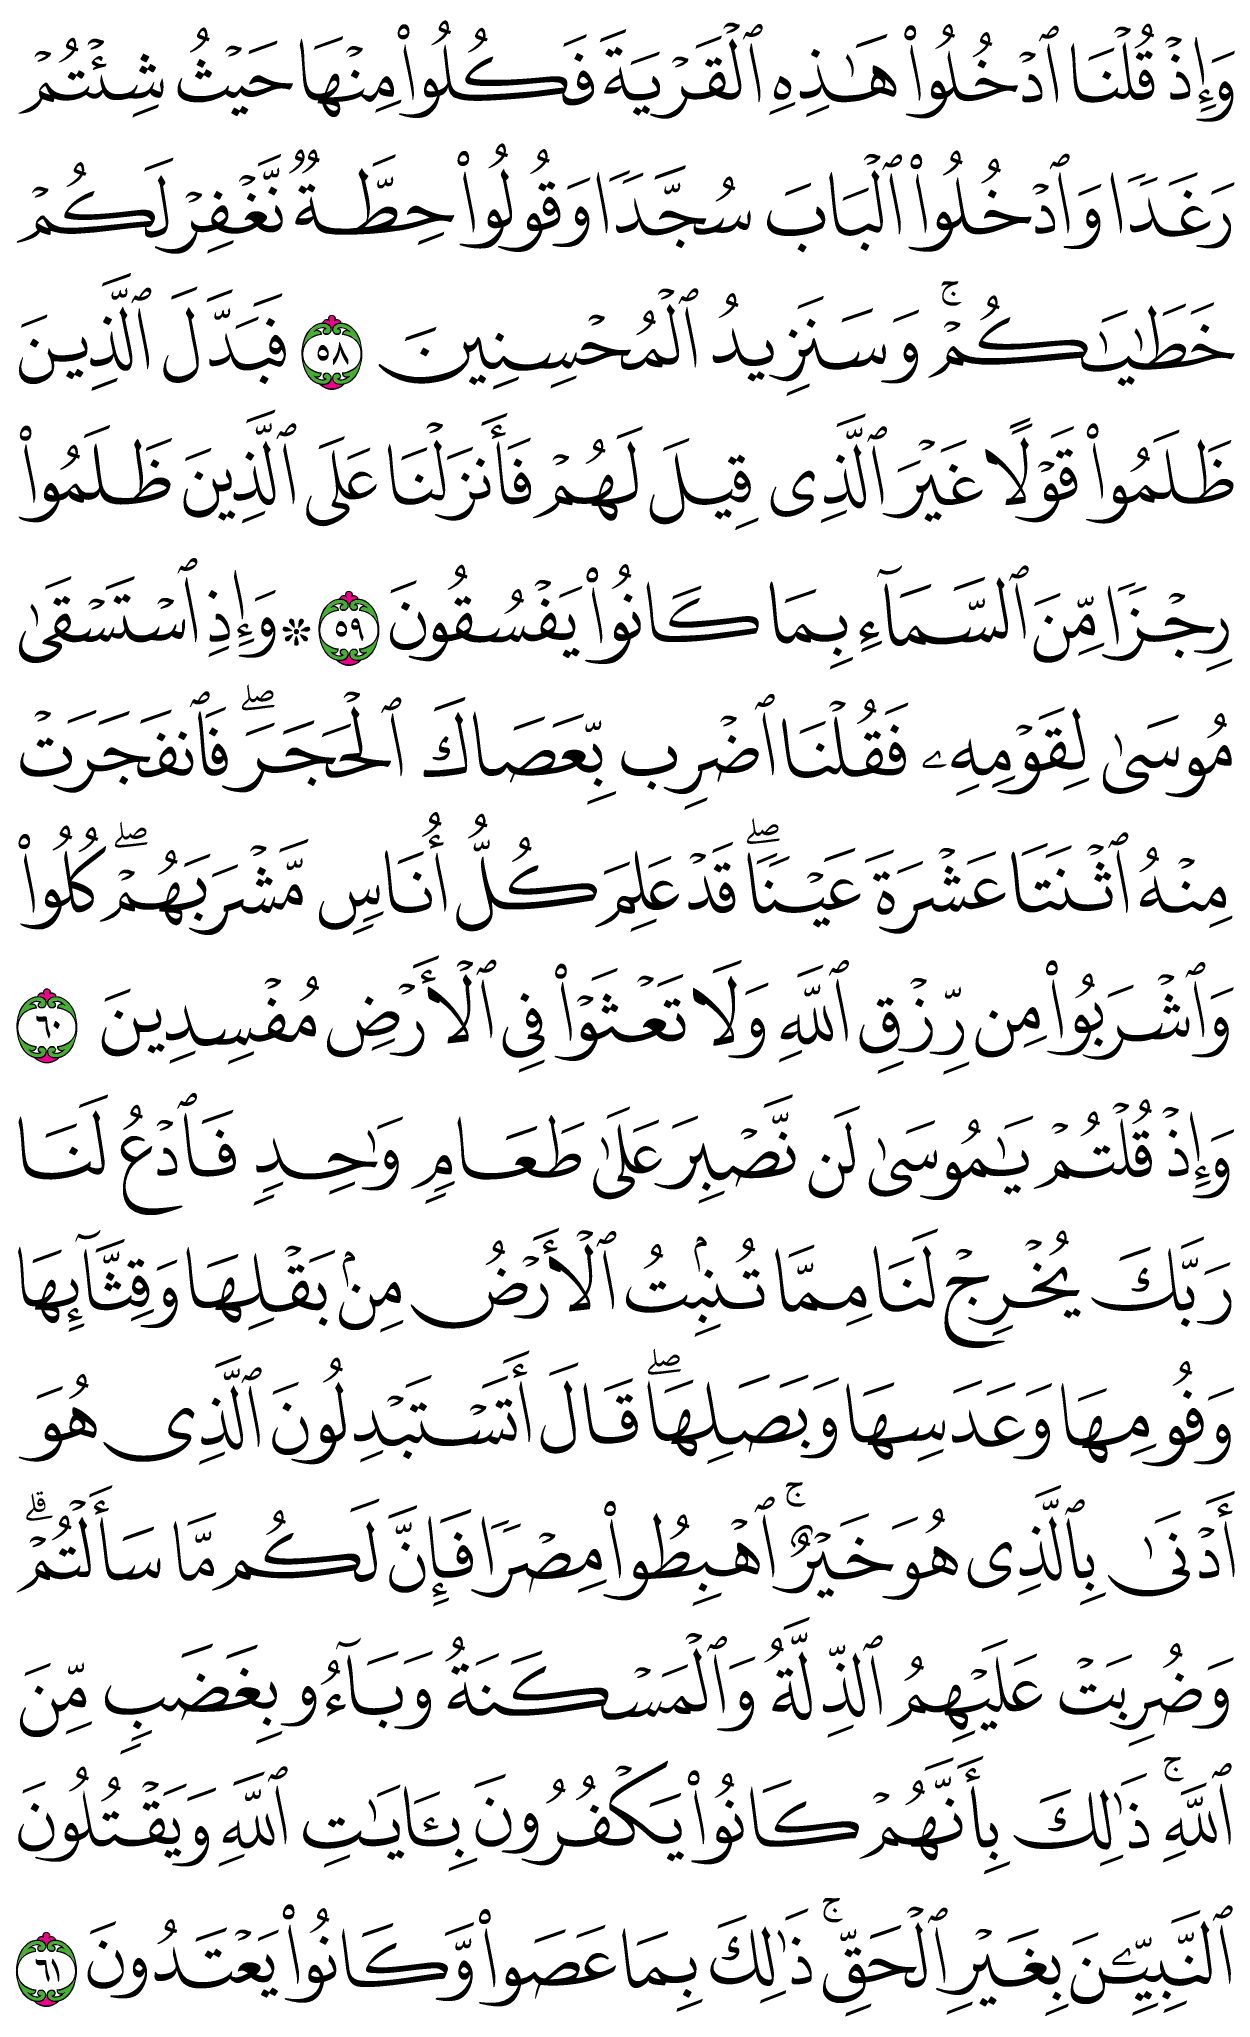 وَإِذۡ قُلۡنَا ٱدۡخُلُواْ هَٰذِهِ ٱلۡقَرۡيَةَ فَكُلُواْ مِنۡهَا حَيۡثُ شِئۡتُمۡ
رَغَدٗا وَٱدۡخُلُواْ ٱلۡبَابَ سُجَّدٗا وَقُولُواْ حِطَّةٞ نَّغۡفِرۡ لَكُمۡ
خَطَٰيَٰكُمۡۚ وَسَنَزِيدُ ٱلۡمُحۡسِنِينَ ٥٨ فَبَدَّلَ ٱلَّذِينَ
ظَلَمُواْ قَوۡلًا غَيۡرَ ٱلَّذِي قِيلَ لَهُمۡ فَأَنزَلۡنَا عَلَى ٱلَّذِينَ ظَلَمُواْ
رِجۡزٗا مِّنَ ٱلسَّمَآءِ بِمَا كَانُواْ يَفۡسُقُونَ ٥٩ ۞ وَإِذِ ٱسۡتَسۡقَىٰ
مُوسَىٰ لِقَوۡمِهِۦ فَقُلۡنَا ٱضۡرِب بِّعَصَاكَ ٱلۡحَجَرَۖ فَٱنفَجَرَتۡ
مِنۡهُ ٱثۡنَتَا عَشۡرَةَ عَيۡنٗاۖ قَدۡ عَلِمَ كُلُّ أُنَاسٖ مَّشۡرَبَهُمۡۖ كُلُواْ
وَٱشۡرَبُواْ مِن رِّزۡقِ ٱللَّهِ وَلَا تَعۡثَوۡاْ فِي ٱلۡأَرۡضِ مُفۡسِدِينَ ٦٠
وَإِذۡ قُلۡتُمۡ يَٰمُوسَىٰ لَن نَّصۡبِرَ عَلَىٰ طَعَامٖ وَٰحِدٖ فَٱدۡعُ لَنَا
رَبَّكَ يُخۡرِجۡ لَنَا مِمَّا تُنۢبِتُ ٱلۡأَرۡضُ مِنۢ بَقۡلِهَا وَقِثَّآئِهَا
وَفُومِهَا وَعَدَسِهَا وَبَصَلِهَاۖ قَالَ أَتَسۡتَبۡدِلُونَ ٱلَّذِي هُوَ
أَدۡنَىٰ بِٱلَّذِي هُوَ خَيۡرٌۚ ٱهۡبِطُواْ مِصۡرٗا فَإِنَّ لَكُم مَّا سَأَلۡتُمۡۗ
وَضُرِبَتۡ عَلَيۡهِمُ ٱلذِّلَّةُ وَٱلۡمَسۡكَنَةُ وَبَآءُو بِغَضَبٖ مِّنَ
ٱللَّهِۚ ذَٰلِكَ بِأَنَّهُمۡ كَانُواْ يَكۡفُرُونَ بِـَٔايَٰتِ ٱللَّهِ وَيَقۡتُلُونَ
ٱلنَّبِيِّـۧنَ بِغَيۡرِ ٱلۡحَقِّۚ ذَٰلِكَ بِمَا عَصَواْ وَّكَانُواْ يَعۡتَدُونَ ٦١